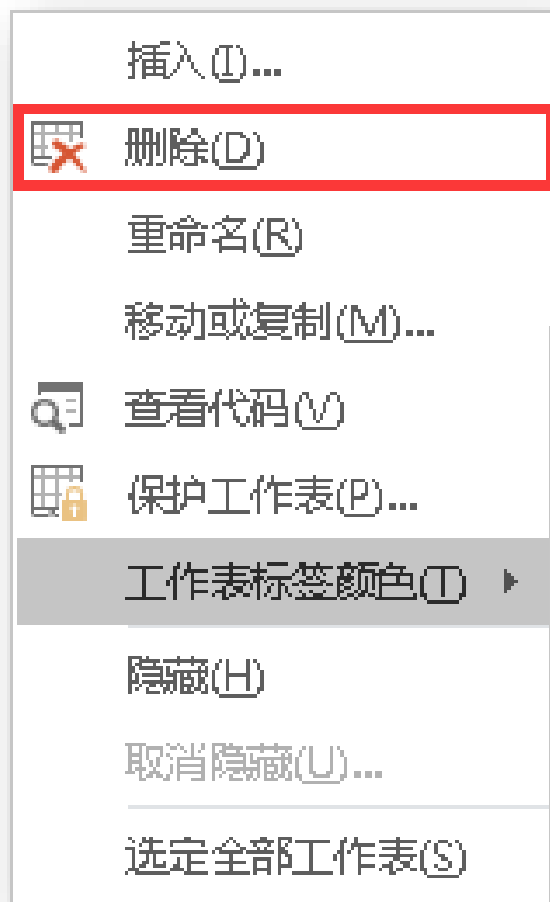 插入(I)...
删除(D)
重命名(R)
移动或复制(M)...
查看代码(V)
保护工作表(P)...
工作表标签颜色(T)
隐藏(H)
取消隐藏(U)...
选定全部工作表(S)